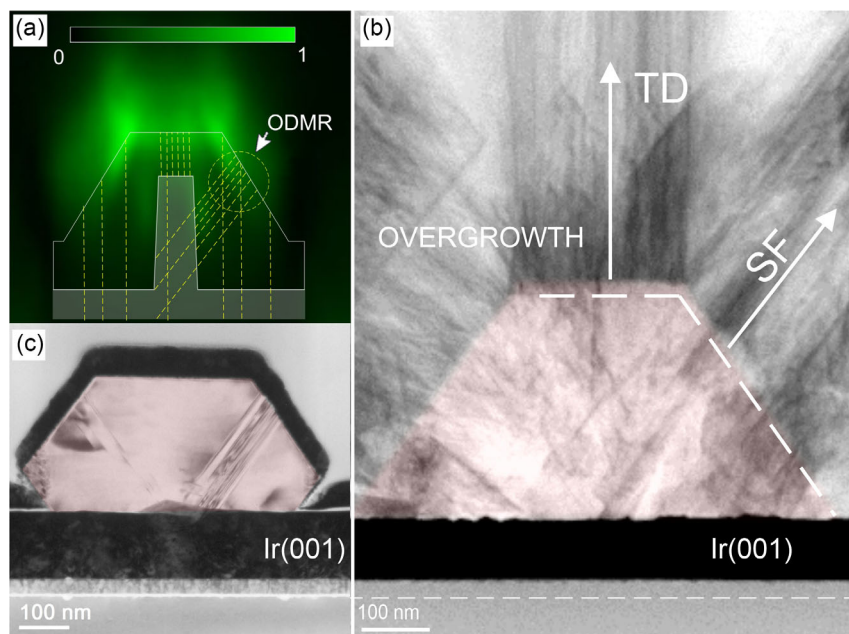 (a)
0
1
ODMR
(b)
TD
OVERGROWTH
SF
Ir(001)
100 nm
(c)
Ir(001)
100 nm